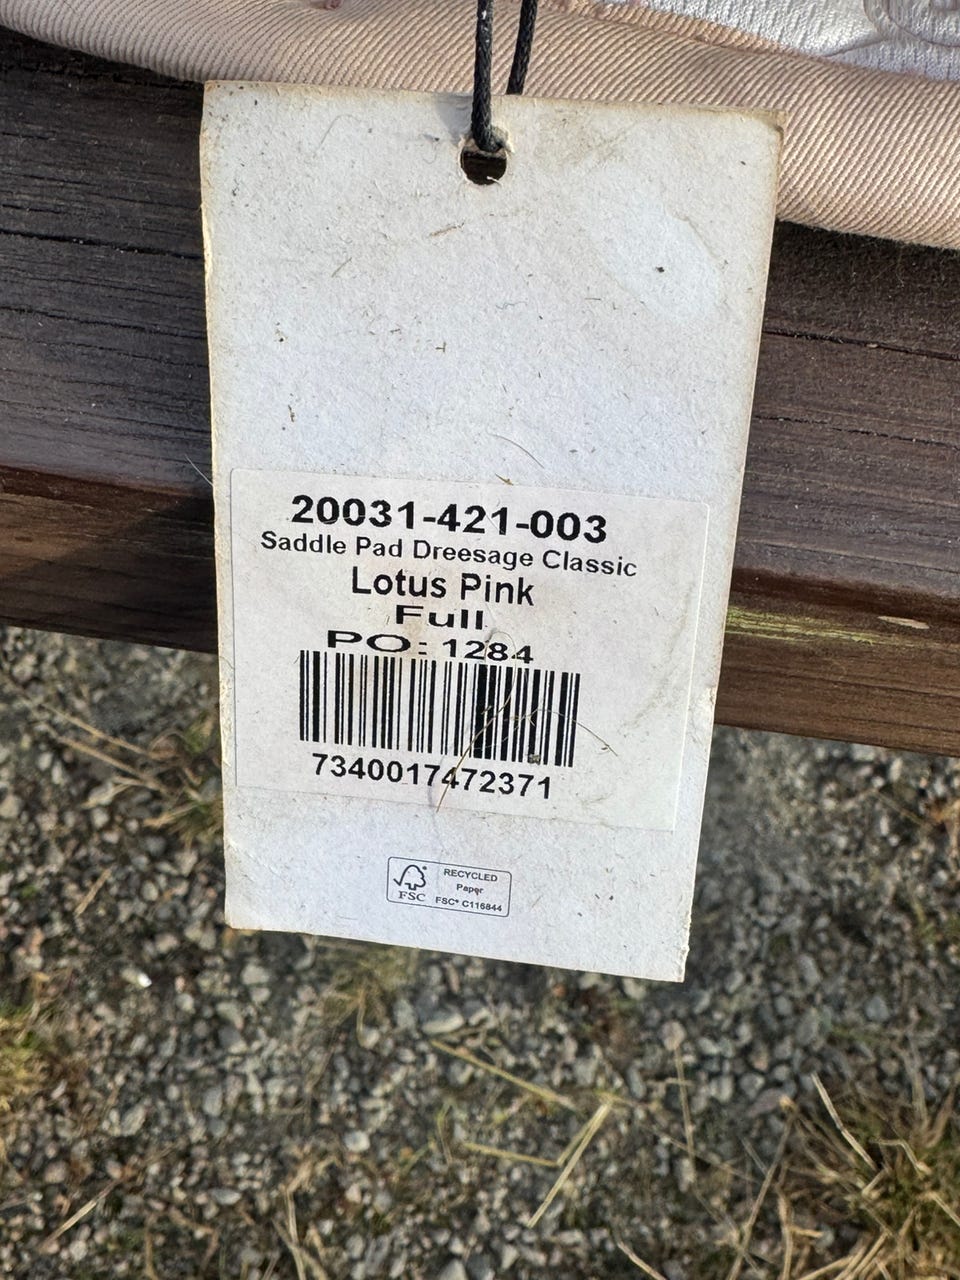 20031-421-003
Saddle Pad Dreesage Classic
Lotus Pink
Full
PO: 1284
7340017472371
RECYCLED
Paper
FSC
FSC® C116844